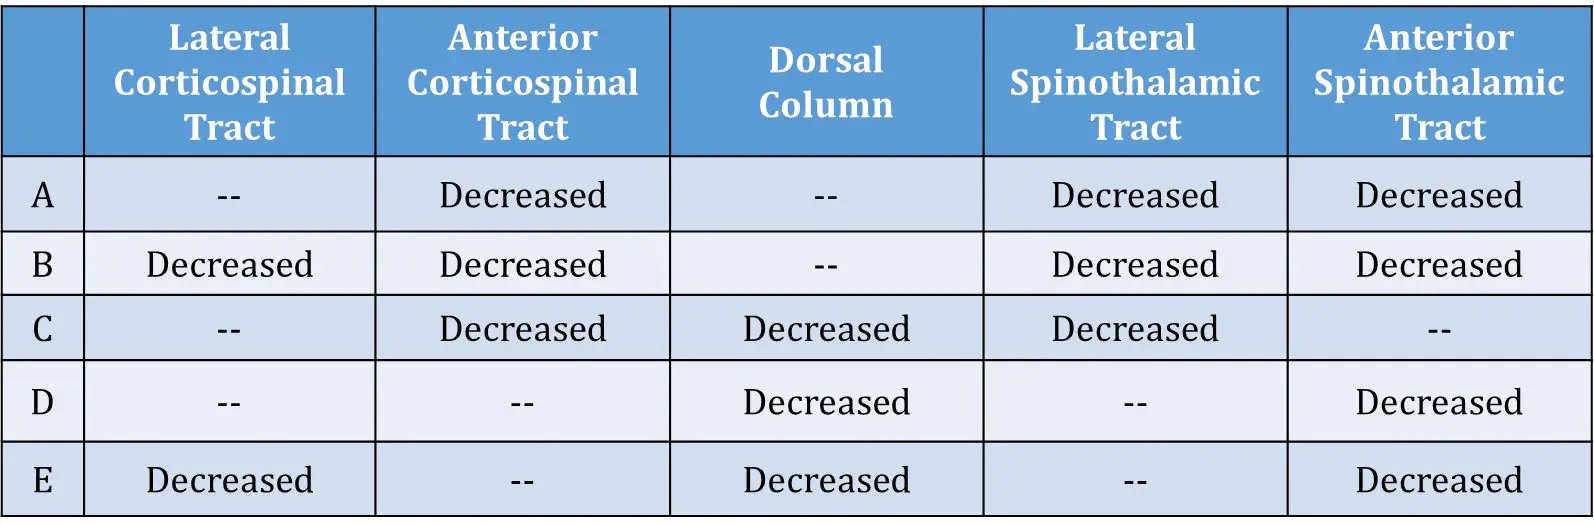 Lateral Corticospinal Tract Anterior Corticospinal Tract Dorsal Column Lateral Spinothalamic Tract Anterior Spinothalamic Tract
A -- Decreased -- Decreased Decreased
B Decreased Decreased -- Decreased Decreased
C -- Decreased Decreased Decreased --
D -- -- Decreased -- Decreased
E Decreased -- Decreased -- Decreased